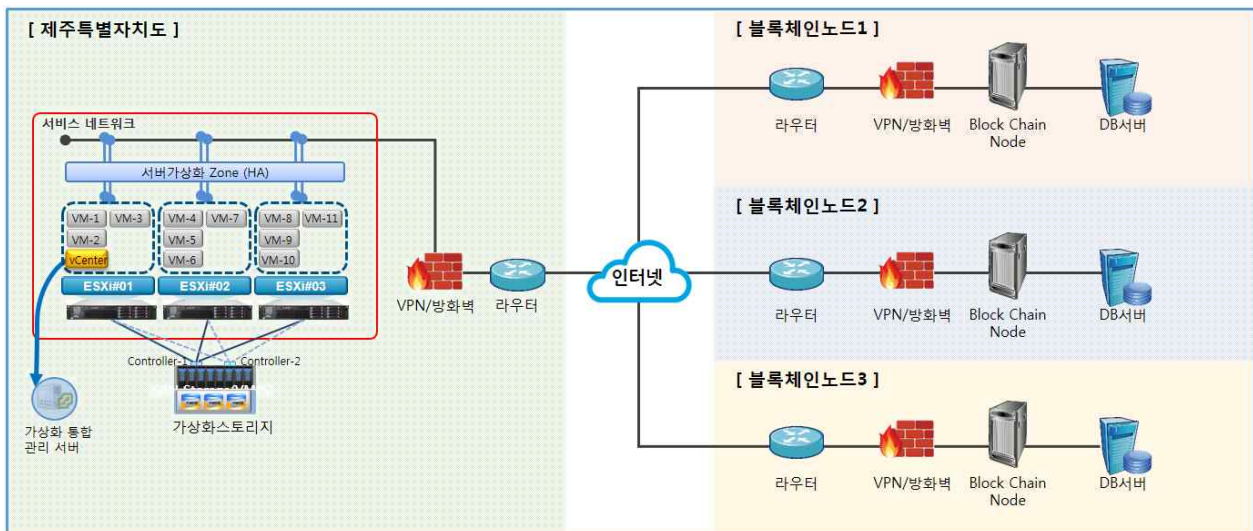 [ 제주특별자치도 ]
서비스 네트워크
서버가상화 Zone (HA)
VM-1 VM-3
VM-2
vCenter
VM-4 VM-7
VM-5
VM-6
VM-8 VM-11
VM-9
VM-10
ESXi#01 ESXi#02 ESXi#03
Controller-1 Controller-2
가상화스토리지
가상화 통합
관리 서버
VPN/방화벽 라우터
인터넷
[ 블록체인노드1 ]
라우터 VPN/방화벽 Block Chain
Node DB서버
[ 블록체인노드2 ]
라우터 VPN/방화벽 Block Chain
Node DB서버
[ 블록체인노드3 ]
라우터 VPN/방화벽 Block Chain
Node DB서버